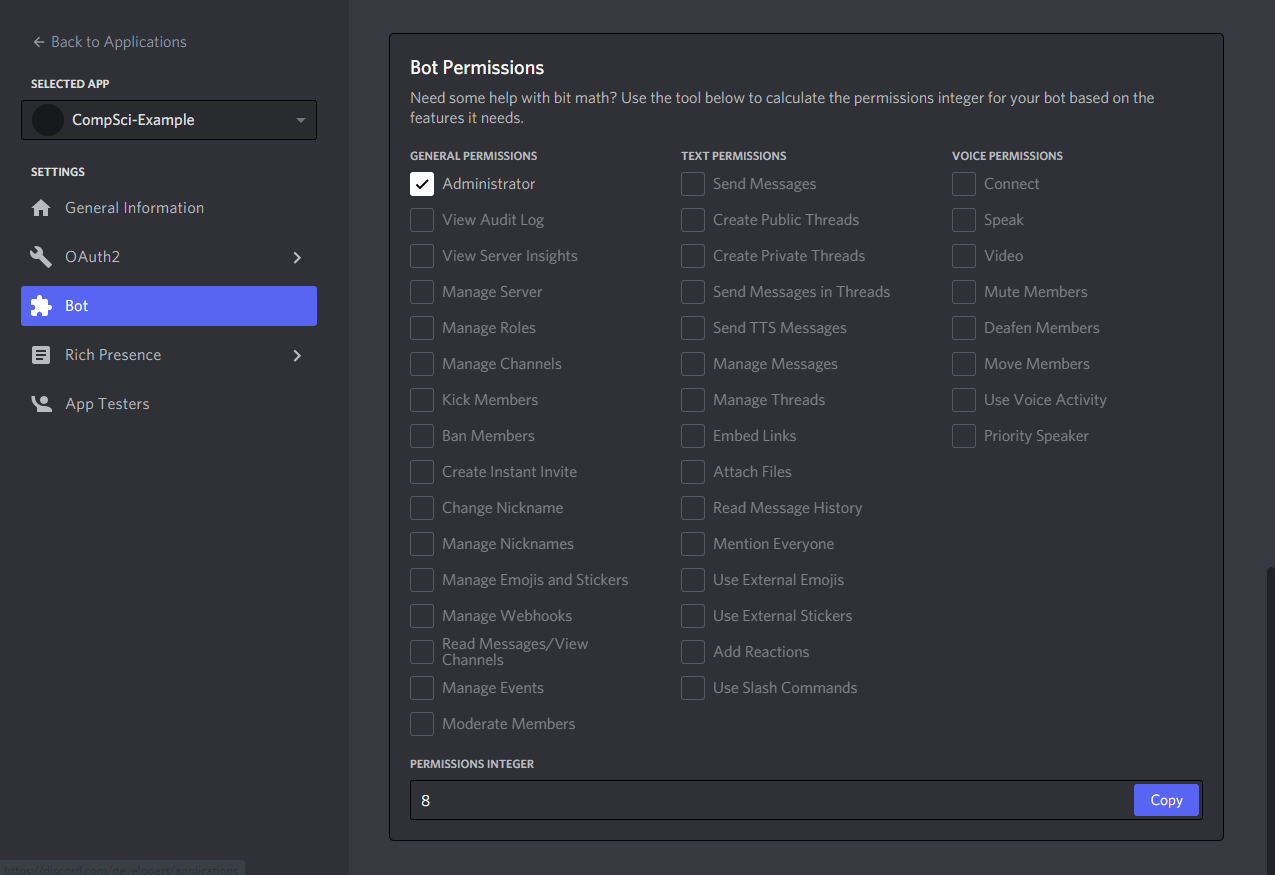 Back to Applications
SELECTED APP
CompSci-Example
SETTINGS
General Information
OAuth2
Bot
Rich Presence
App Testers
Bot Permissions
Need some help with bit math? Use the tool below to calculate the permissions integer for your bot based on the
features it needs.
GENERAL PERMISSIONS
Administrator
View Audit Log
View Server Insights
Manage Server
Manage Roles
Manage Channels
Kick Members
Ban Members
Create Instant Invite
Change Nickname
Manage Nicknames
Manage Emojis and Stickers
Manage Webhooks
Read Messages/View
Channels
Manage Events
Moderate Members
TEXT PERMISSIONS
Send Messages
Create Public Threads
Create Private Threads
Send Messages in Threads
Send TTS Messages
Manage Messages
Manage Threads
Embed Links
Attach Files
Read Message History
Mention Everyone
Use External Emojis
Use External Stickers
Add Reactions
Use Slash Commands
VOICE PERMISSIONS
Connect
Speak
Video
Mute Members
Deafen Members
Move Members
Use Voice Activity
Priority Speaker
PERMISSIONS INTEGER
8
Copy
https://discord.com/developers/applications